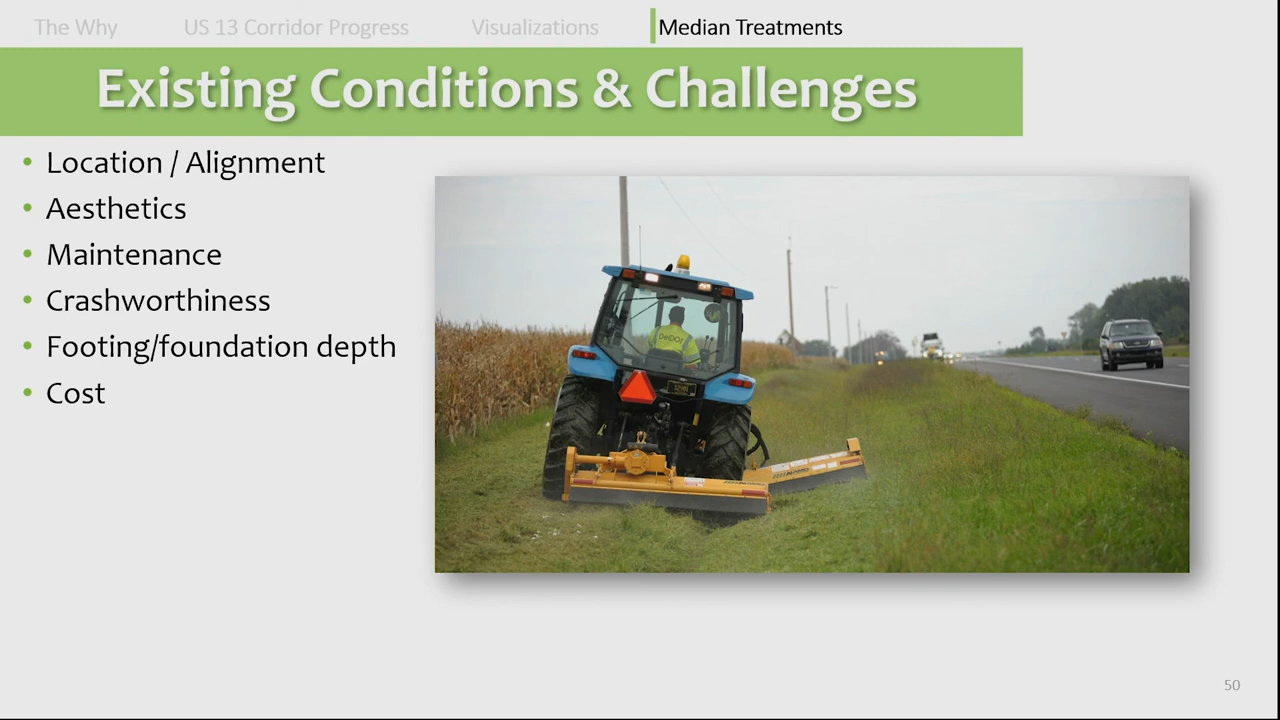 The Why US 13 Corridor Progress Visualizations Median Treatments
Existing Conditions & Challenges
• Location / Alignment
• Aesthetics
• Maintenance
• Crashworthiness
• Footing/foundation depth
• Cost
DelDOT
50